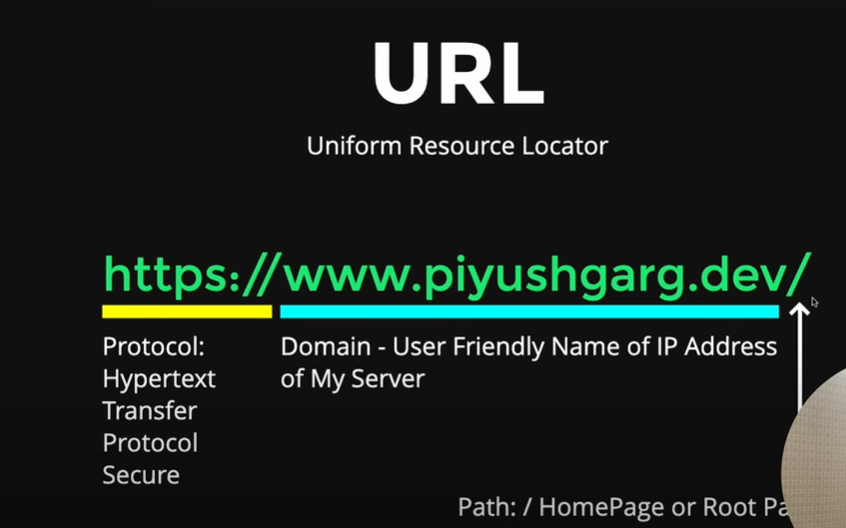 URL
Uniform Resource Locator
https://www.piyushgarg.dev/
Protocol:
Hypertext
Transfer
Protocol
Secure
Domain - User Friendly Name of IP Address
of My Server
Path: / HomePage or Root